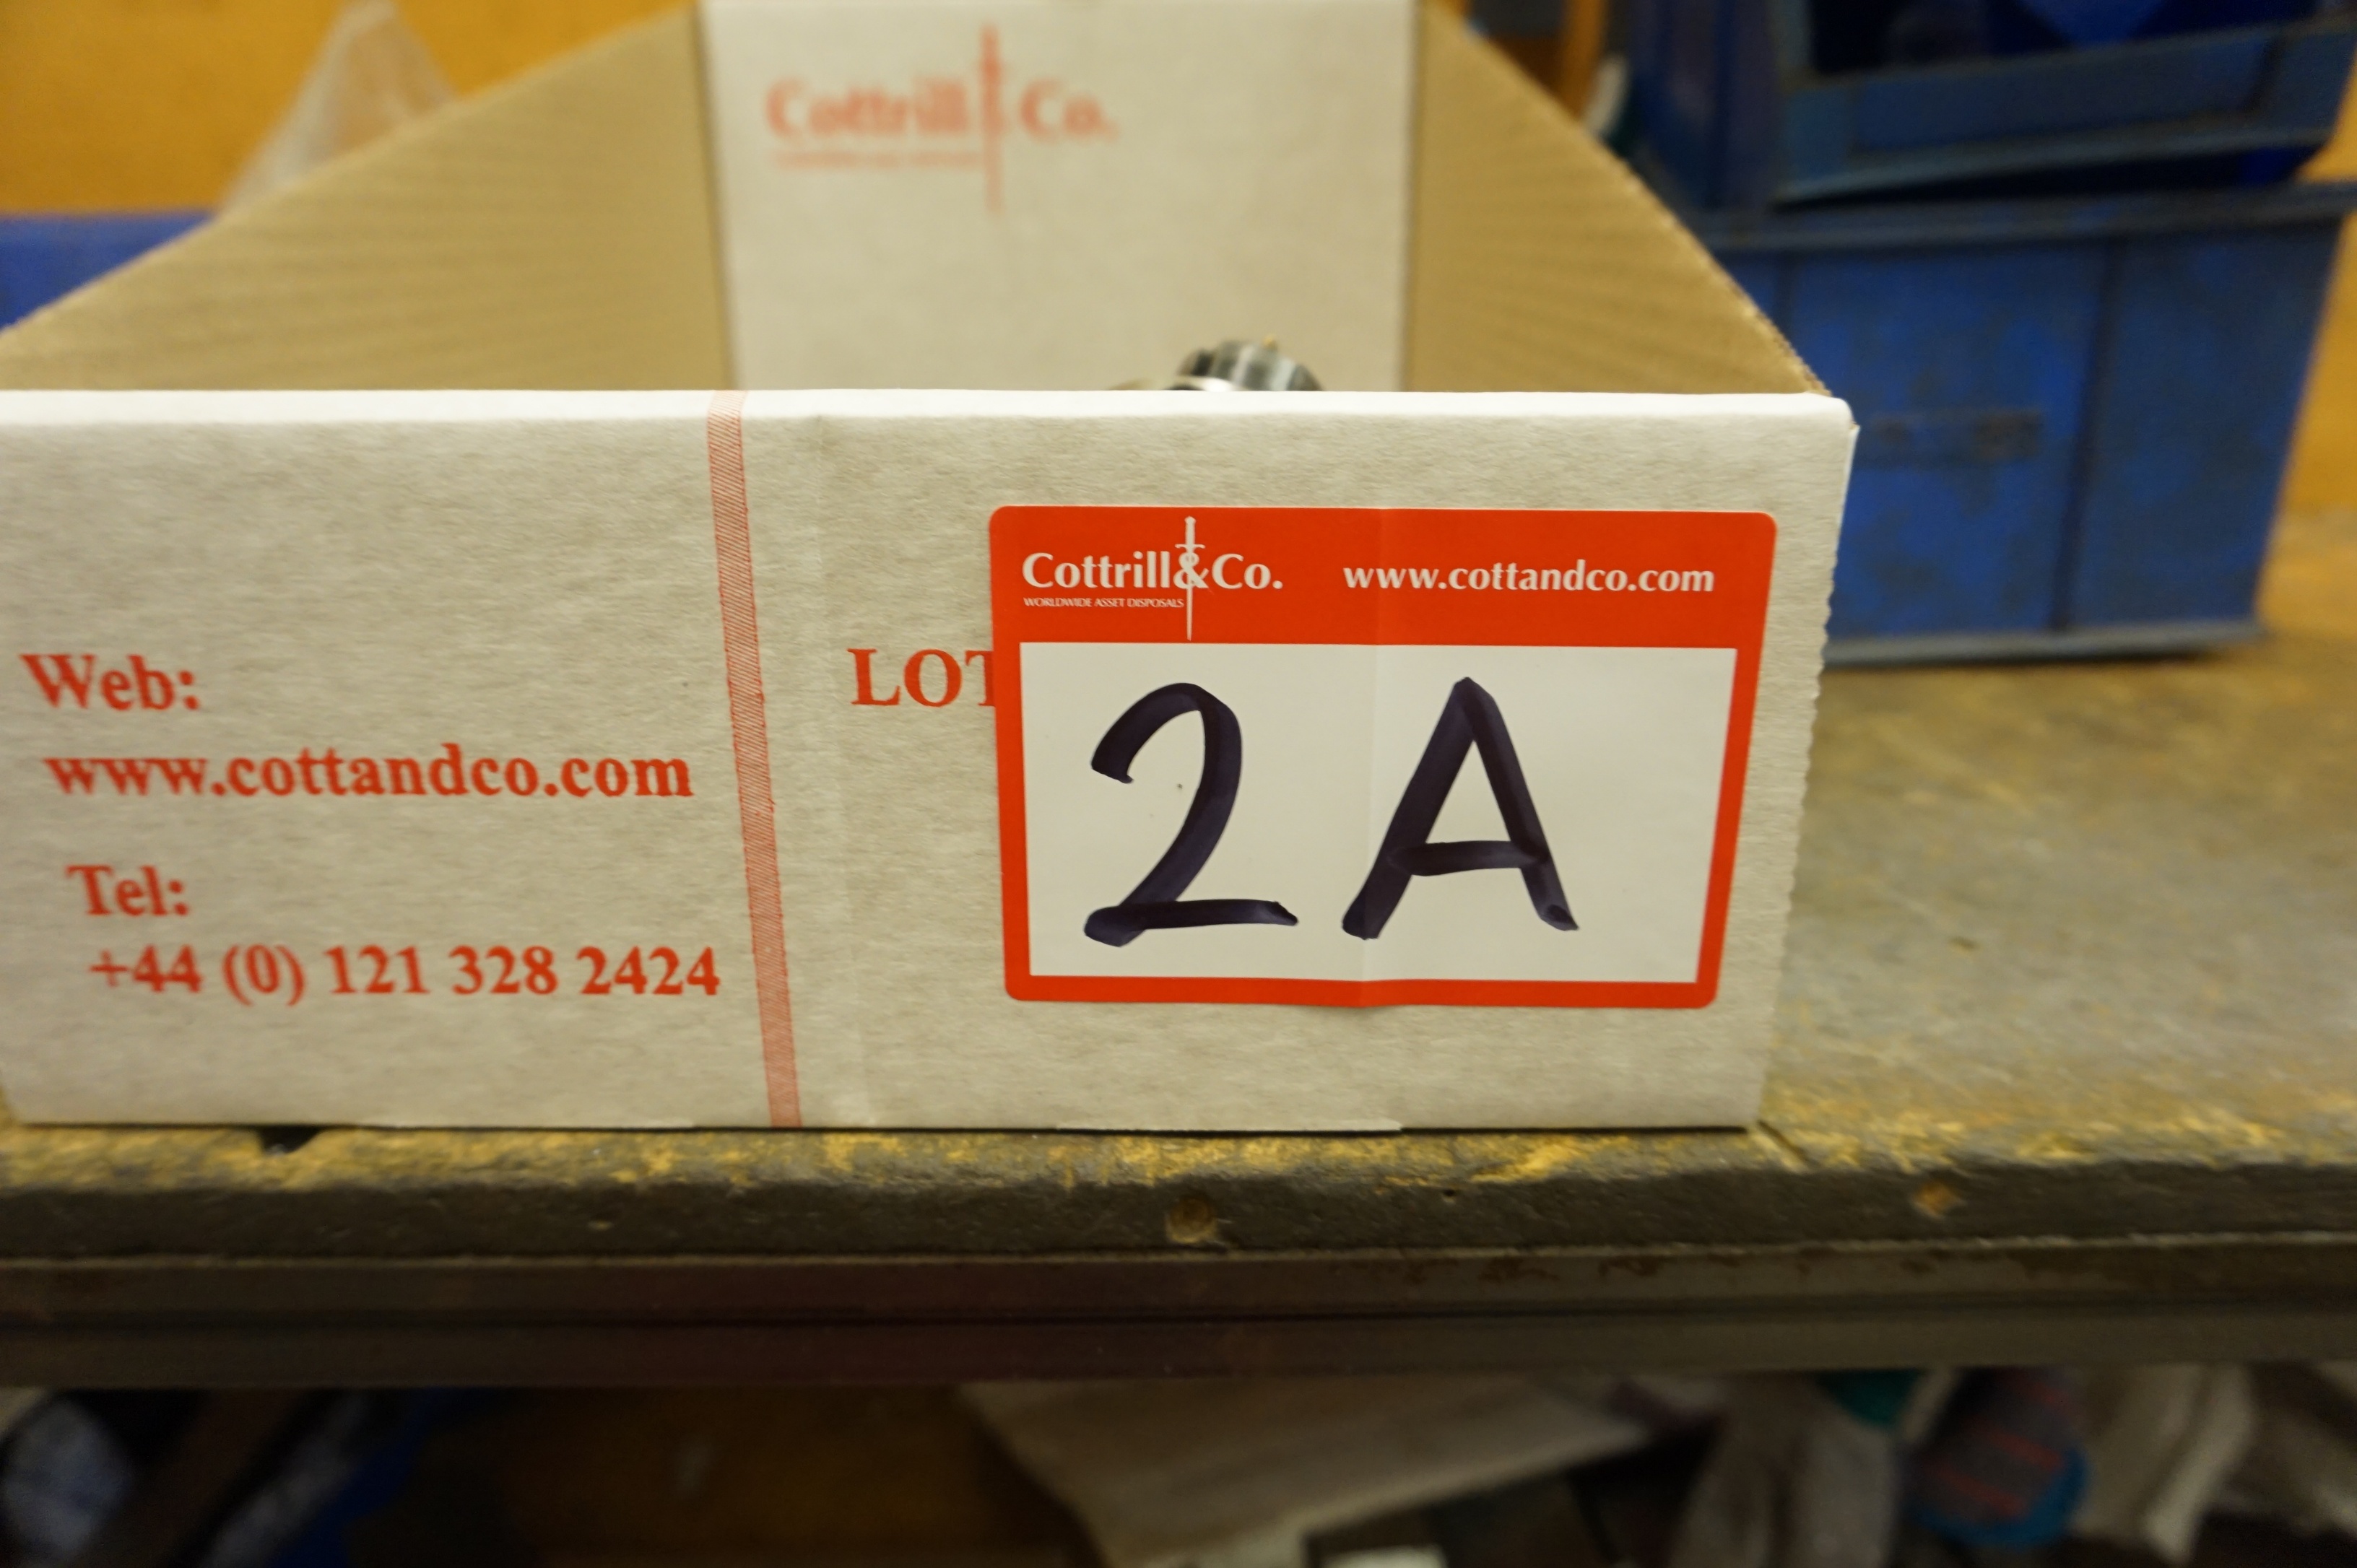 Cottrill & Co.
Web:
www.cottandco.com
Tel:
+44 (0) 121 328 2424
LOT
Cottrill&Co.
WORLDWIDE ASSET DISPOSALS
www.cottandco.com
2A